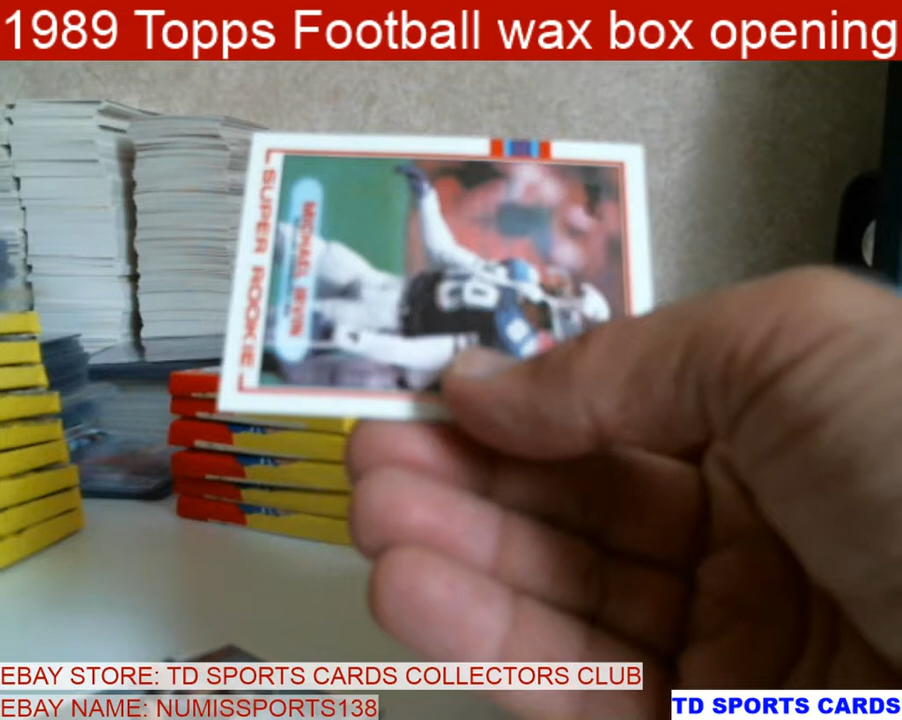 1989 Topps Football wax box opening
SUPER ROOKIE
MICHAEL IRVIN
EBAY STORE: TD SPORTS CARDS COLLECTORS CLUB
EBAY NAME: NUMISSPORTS138
TD SPORTS CARDS